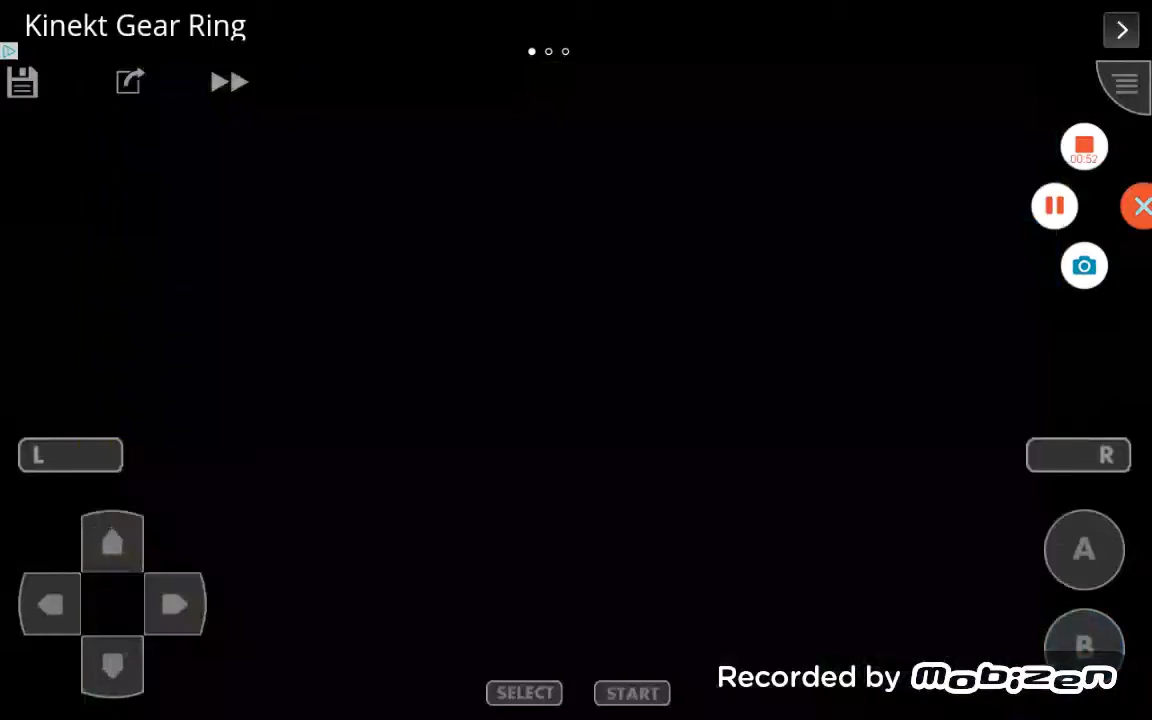 Kinekt Gear Ring
00:52
L
R
A
B
SELECT
START
Recorded by Mobizen